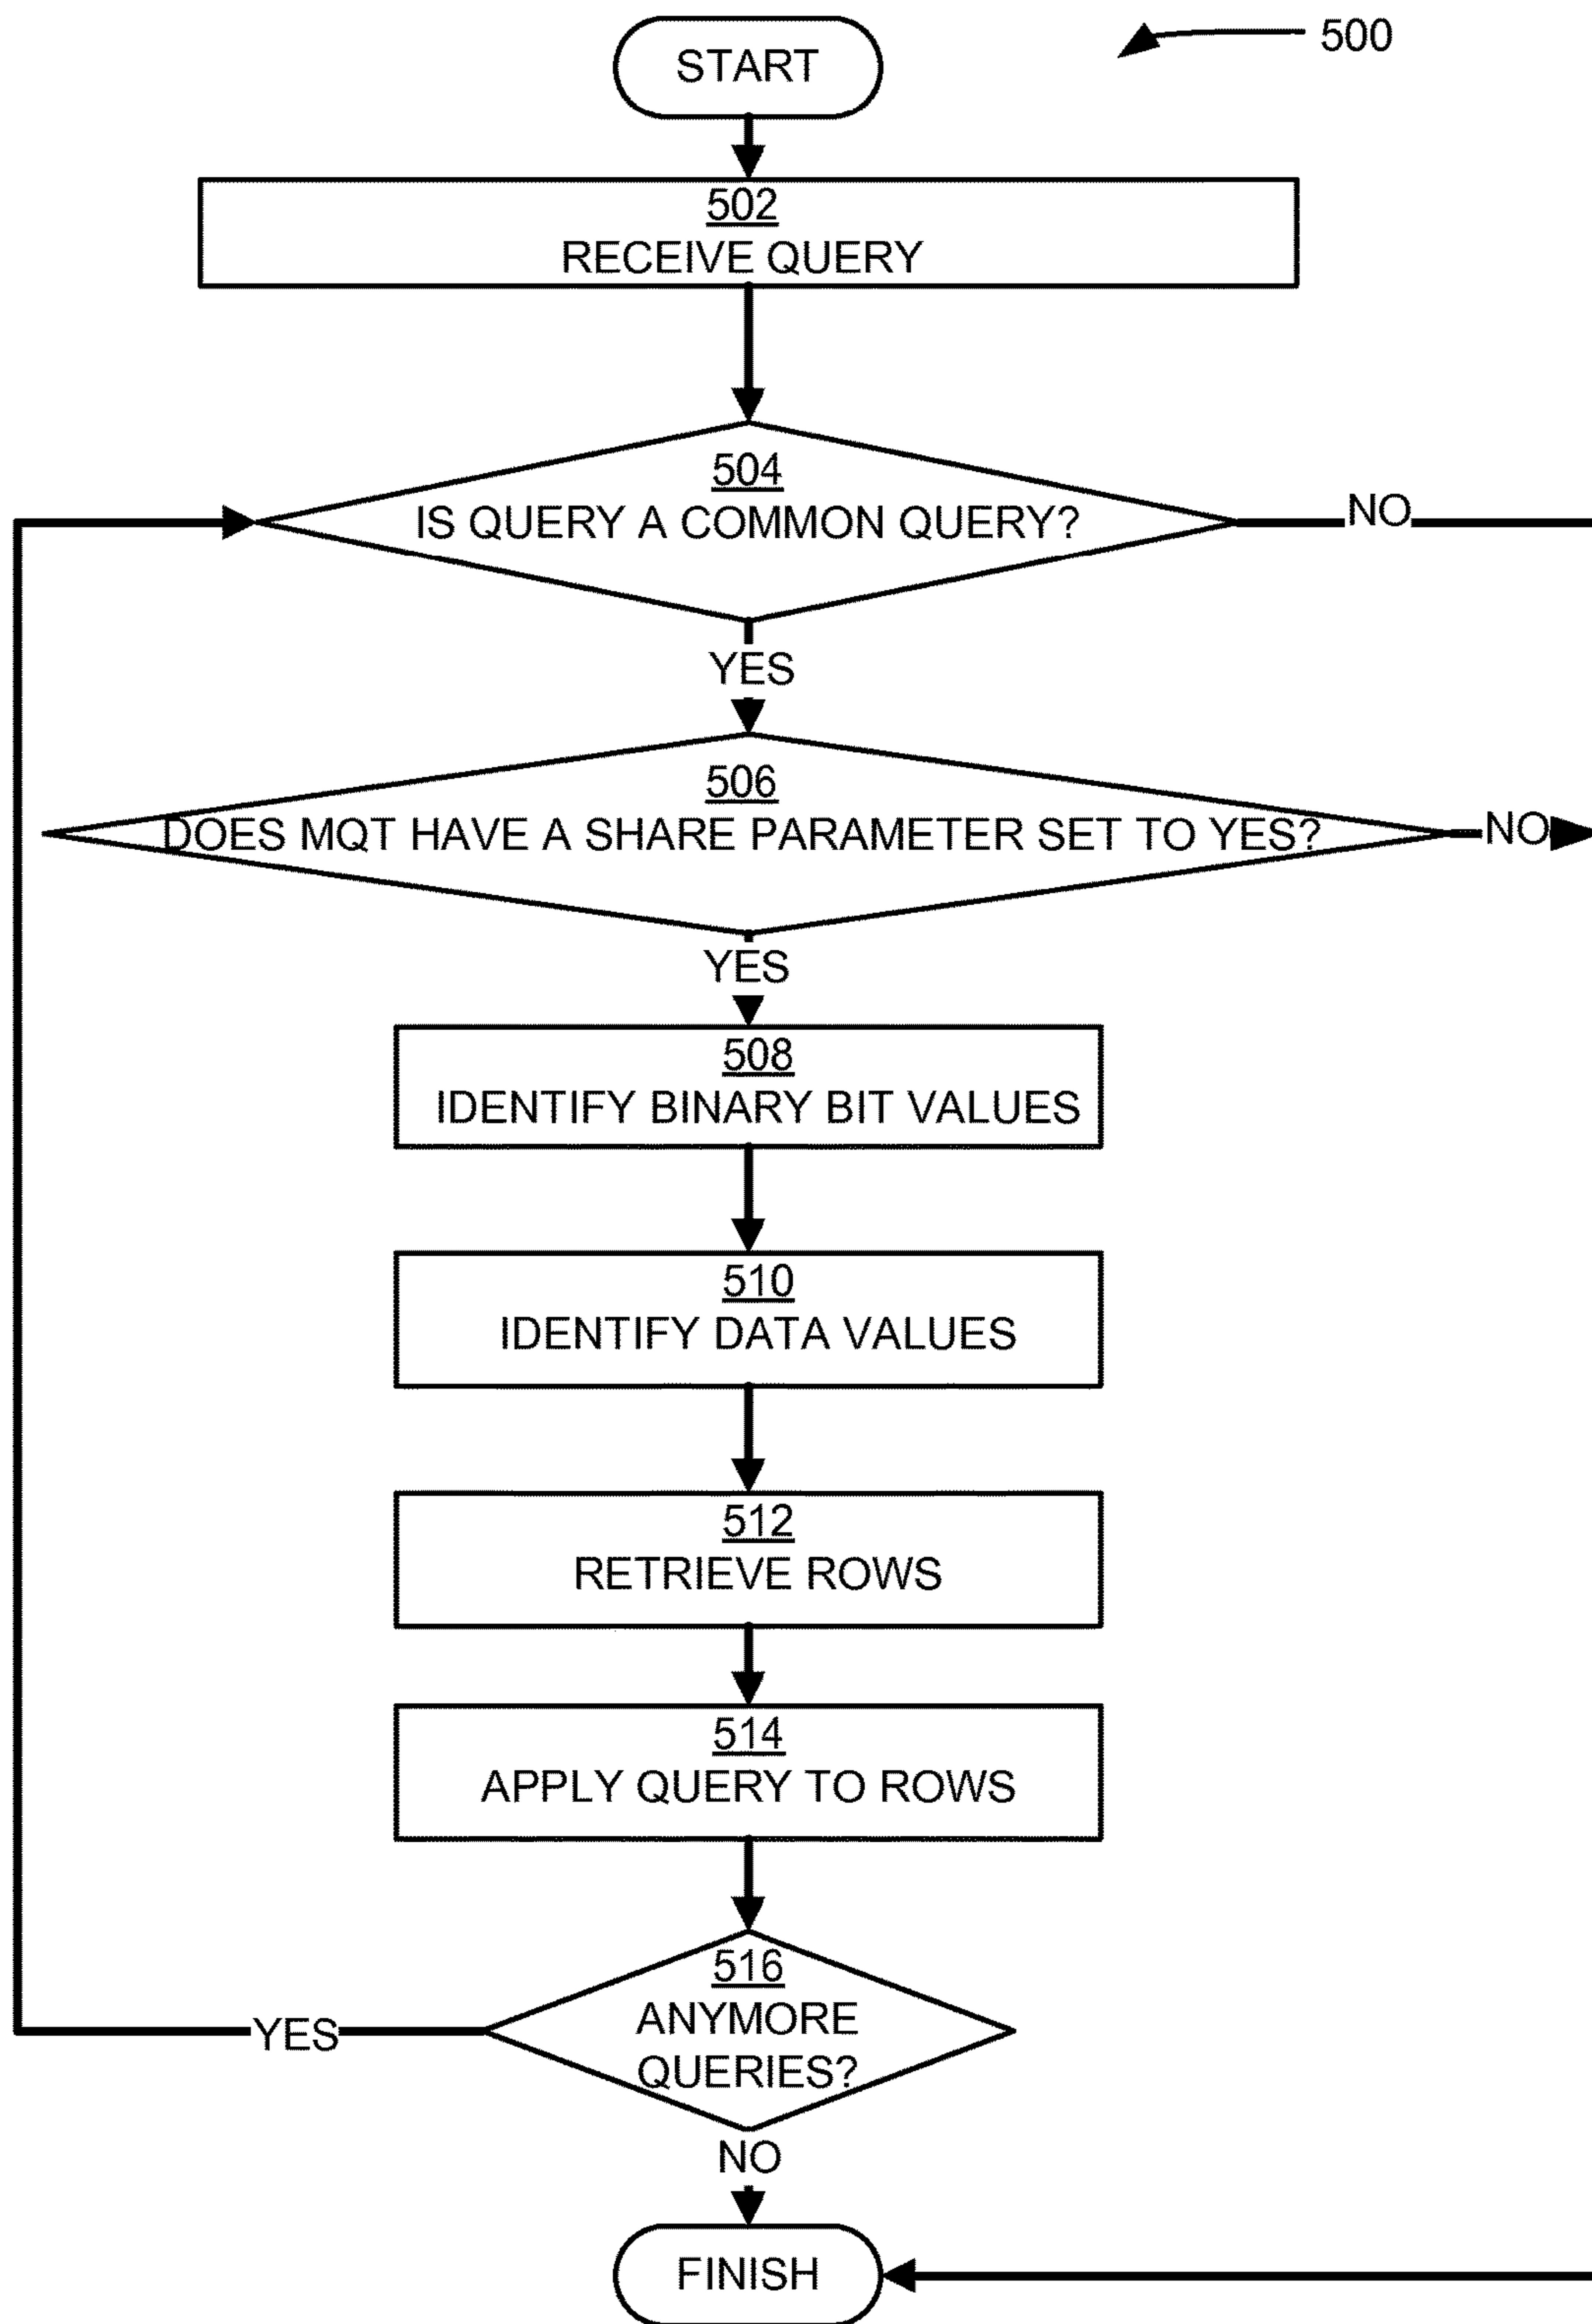 START
500
502
RECEIVE QUERY
504
IS QUERY A COMMON QUERY?
NO
YES
506
DOES MQT HAVE A SHARE PARAMETER SET TO YES?
NO
YES
508
IDENTIFY BINARY BIT VALUES
510
IDENTIFY DATA VALUES
512
RETRIEVE ROWS
514
APPLY QUERY TO ROWS
516
ANYMORE
QUERIES?
YES
NO
FINISH